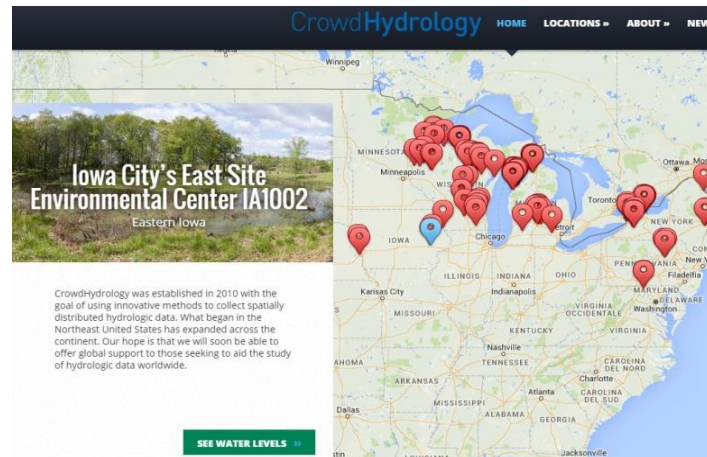 CrowdHydrology
HOME
LOCATIONS »
ABOUT »
NEW
Winnipeg
Iowa City's East Site
Environmental Center IA1002
Eastern Iowa
CrowdHydrology was established in 2010 with the
goal of using innovative methods to collect spatially
distributed hydrologic data. What began in the
Northeast United States has expanded across the
continent. Our hope is that we will soon be able to
offer global support to those seeking to aid the study
of hydrologic data worldwide.
SEE WATER LEVELS »
Minneapolis
Ottawa
Toronto
NEW YORK
IOWA
Chicago
ILLINOIS
INDIANA
OHIO
Kansas City
Indianapolis
MARYLAND
DELAWARE
Washington
MISSOURI
VIRGINIA
OCCIDENTALE
KENTUCKY
VIRGINIA
Nashville
TENNESSEE
CAROLINA
DEL NORD
Charlotte
ARKANSAS
Atlanta
CAROLINA
DEL SUD
MISSISSIPPI
Dallas
ALABAMA
GEORGIA
Jacksonville